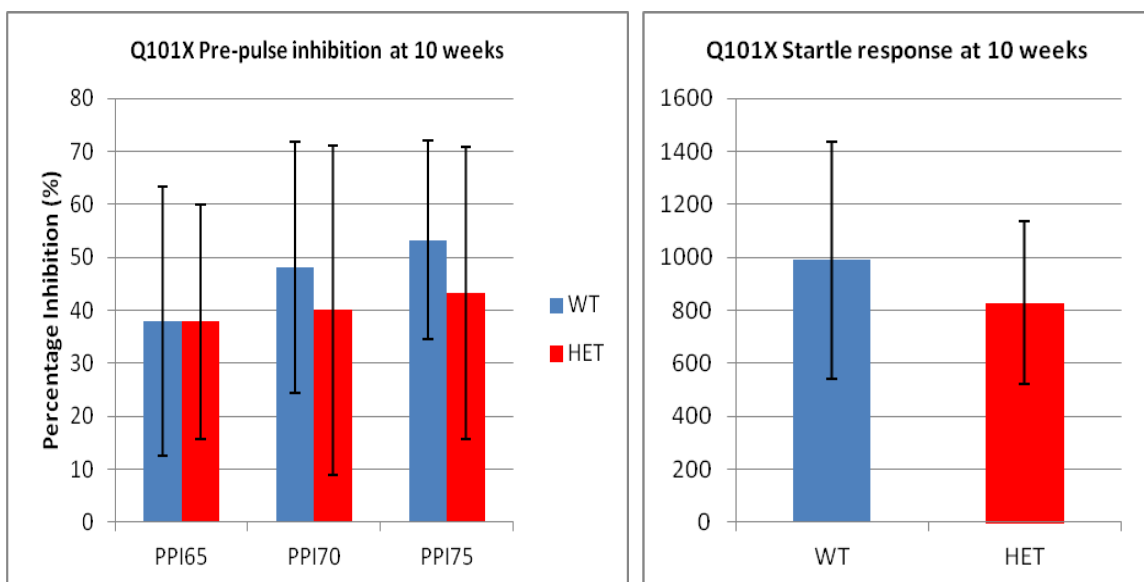 Q101X Pre-pulse inhibition at 10 weeks
80
70
60
50
40
30
20
10
0
Percentage Inhibition (%)
PPI65 PPI70 PPI75
WT
HET
Q101X Startle response at 10 weeks
1600
1400
1200
1000
800
600
400
200
0
WT HET